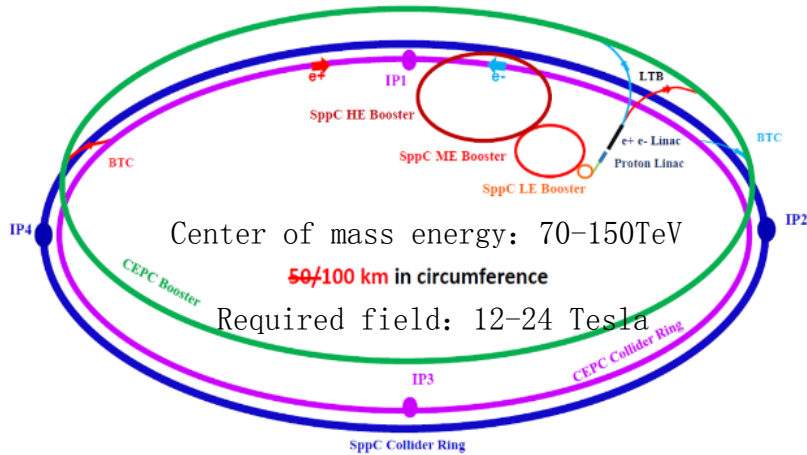 e+
IP1
e-
LTB
SppC HE Booster
e+ e- Linac
BTC
SppC ME Booster
Proton Linac
BTC
SppC LE Booster
IP4
IP2
Center of mass energy: 70-150TeV
CEPC Booster
50/100 km in circumference
Required field: 12-24 Tesla
CEPC Collider Ring
IP3
SppC Collider Ring